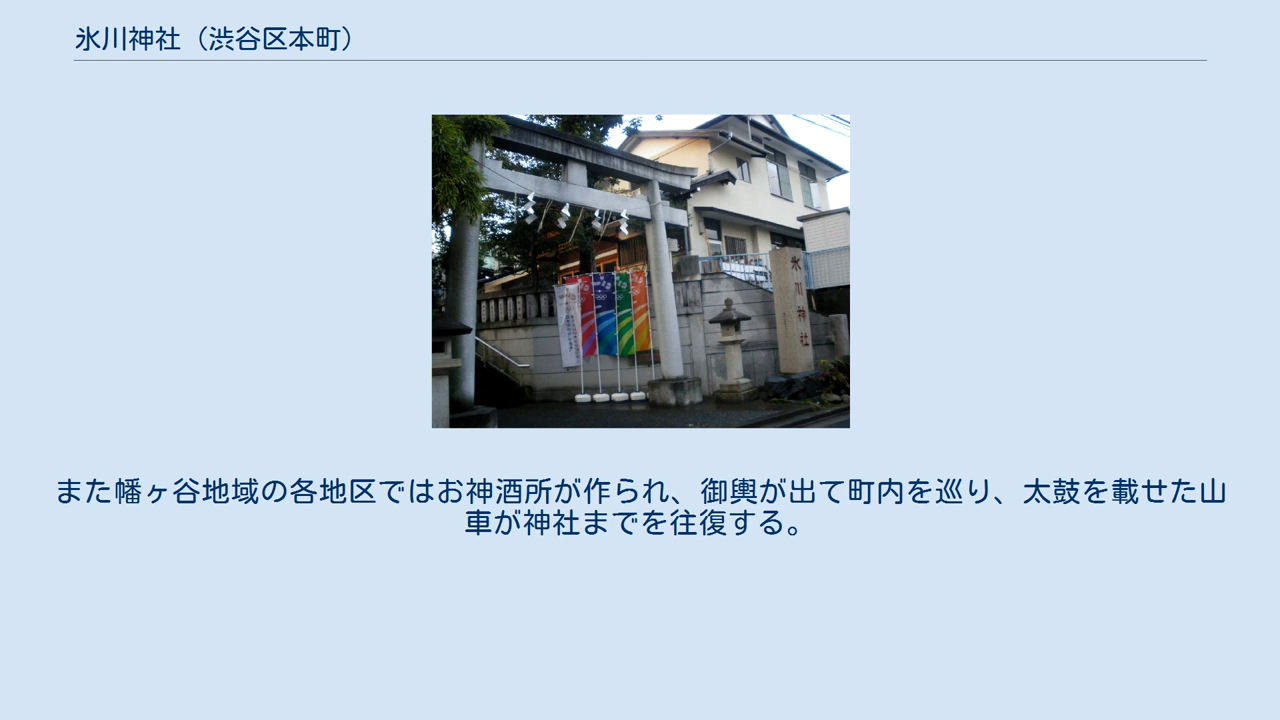 氷川神社（渋谷区本町）
氷川神社
また幡ヶ谷地域の各地区ではお神酒所が作られ、御輿が出て町内を巡り、太鼓を載せた山
車が神社までを往復する。